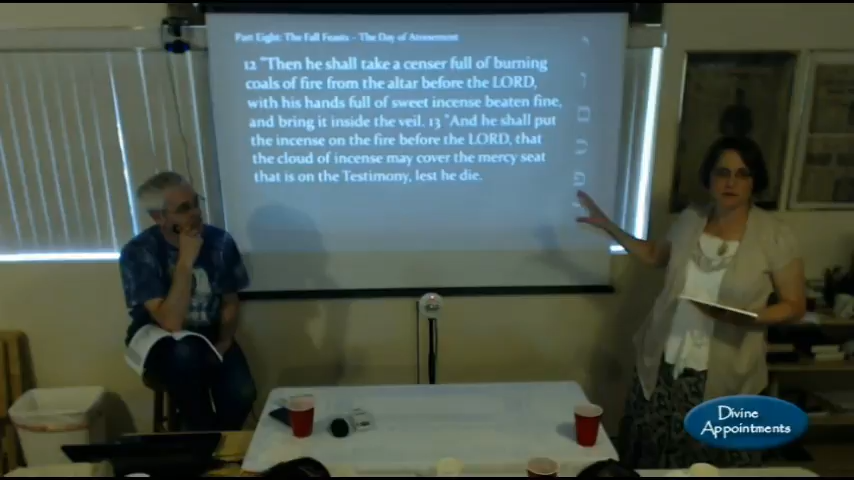 Part Eight: The Fall Feasts - The Day of Atonement
12 "Then he shall take a censer full of burning
coals of fire from the altar before the LORD,
with his hands full of sweet incense beaten fine,
and bring it inside the veil. 13 "And he shall put
the incense on the fire before the LORD, that
the cloud of incense may cover the mercy seat
that is on the Testimony, lest he die.
Divine
Appointments